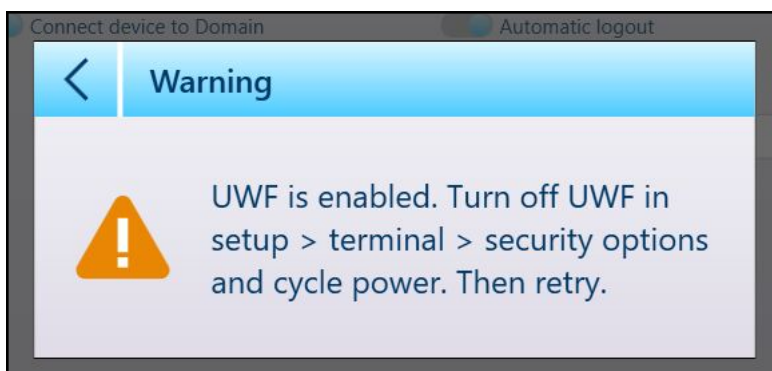 Connect device to Domain
Automatic logout
Warning
UWF is enabled. Turn off UWF in
setup > terminal > security options
and cycle power. Then retry.